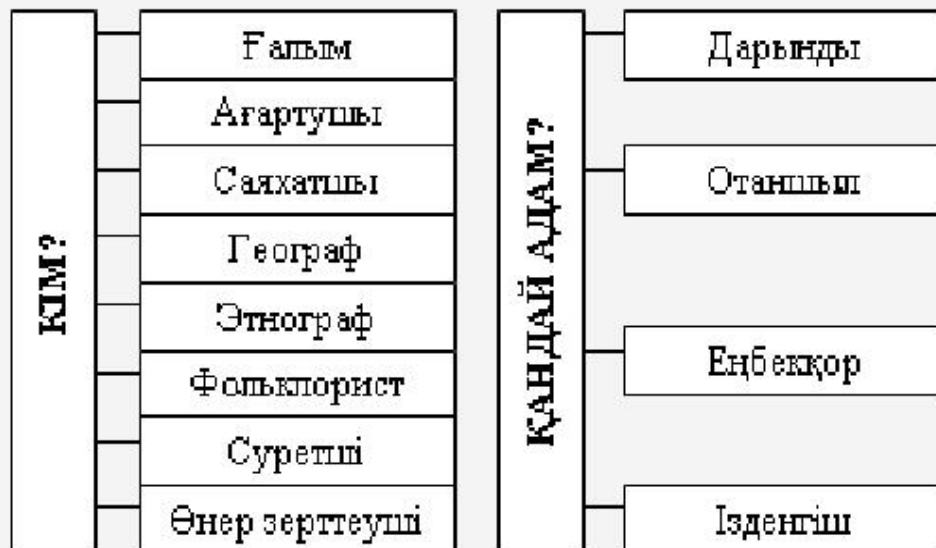 КІМ?
Ғалым
Ағартушы
Саяхатшы
Географ
Этнограф
Фольклорист
Суретші
Өнер зерттеуші
ҚАНДАЙ АДАМ?
Дарынды
Отаншыл
Еңбекқор
Ізденгіш